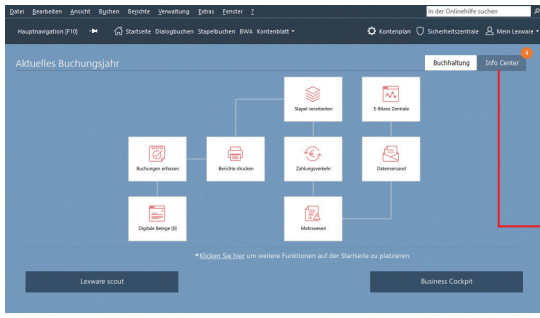 Datei Bearbeiten Ansicht Buchen Berichte Verwaltung Extras Fenster ? In der Onlinehilfe suchen
Hauptnavigation [F10] Startseite Dialogbuchen Stapelbuchen BWA Kontenblatt Kontenplan Sicherheitszentrale Mein Lexware
4
Aktuelles Buchungsjahr Buchhaltung Info Center
Stapel verarbeiten E-Bilanz Zentrale
Buchungen erfassen Berichte drucken Zahlungsverkehr Datenversand
Digitale Belege (0) Mahnwesen
*Klicken Sie hier um weitere Funktionen auf der Startseite zu platzieren
Lexware scout Business Cockpit